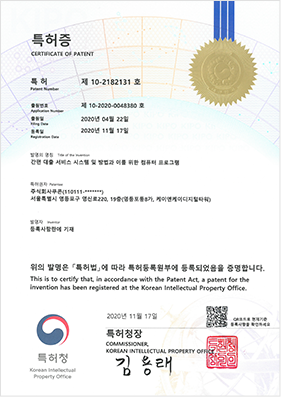 특허증
CERTIFICATE OF PATENT
특 허 제 10-2182131 호
Patent Number
출원번호 제 10-2020-0048380 호
Application Number
출원일 2020년 04월 22일
Filing Date
등록일 2020년 11월 17일
Registration Date
발명의 명칭 Title of the Invention
간편 대출 서비스 시스템 및 방법과 이를 위한 컴퓨터 프로그램
특허권자 Patentee
주식회사쿠콘(110111-*******)
서울특별시 영등포구 영신로220, 19층(영등포동8가, 케이엔케이디지털타워)
발명자 Inventor
등록사항란에 기재
위의 발명은 「특허법」에 따라 특허등록원부에 등록되었음을 증명합니다.
This is to certify that, in accordance with the Patent Act, a patent for the
invention has been registered at the Korean Intellectual Property Office.
2020년 11월 17일
QR코드로 현재기준
등록사항을 확인하세요
특허청
Korean Intellectual
Property Office
특허청장
COMMISSIONER,
KOREAN INTELLECTUAL PROPERTY OFFICE
김용래